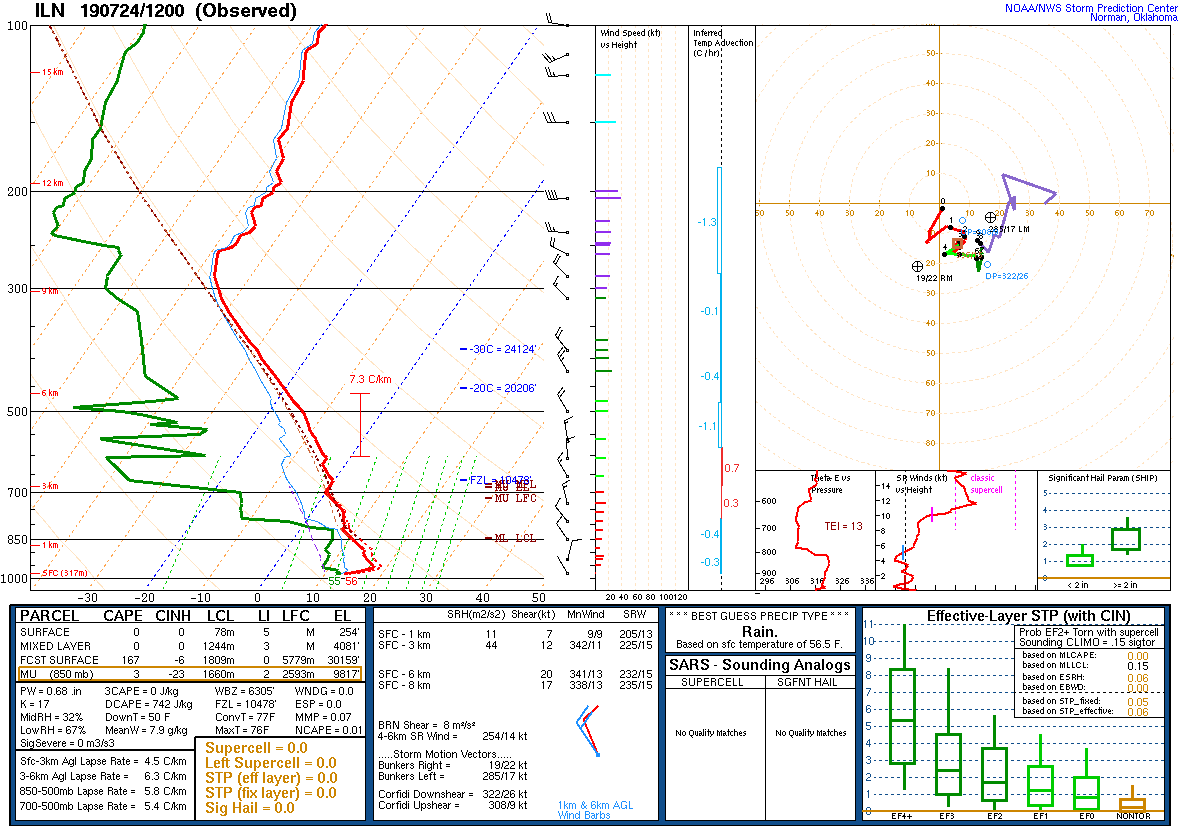 ILN 190724/1200 (Observed)
NOAA/NWS Storm Prediction Center
Norman, Oklahoma
100
200
300
500
700
850
1000
15 km
12 km
9 km
6 km
3 km
1 km
SFC (317m)
-30C = 24124'
-20C = 20206'
FZL = 10478'
7.3 C/km
MU LFC
ML LCL
55 56
-30 -20 -10 0 10 20 30 40 50
Wind Speed (kt)
vs Height
20 40 60 80 100 120
Inferred
Temp Advection
(C / hr)
-1.3
-0.1
-0.4
-1.1
0.7
0.3
-0.4
-0.3
50
40
30
20
10
10 10 20 30 40 50 60 70
20
30
40
50
60
70
80
285/17 LM
19/22 RM
DP=322/26
Theta-E vs
Pressure
600
700
800
900
TEI = 13
296 306 316 326 336
SR Winds (kt)
vs Height
classic
supercell
14
12
10
8
6
4
2
Significant Hail Param (SHIP)
5
4
3
2
1
0
< 2 in >= 2 in
PARCEL CAPE CINH LCL LI LFC EL
SURFACE 0 0 78m 5 M 254'
MIXED LAYER 0 0 1244m 3 M 4081'
FCST SURFACE 167 -6 1809m 0 5779m 30159'
MU (850 mb) 3 -23 1660m 2 2593m 9817'
PW = 0.68 .in 3CAPE = 0 J/kg WBZ = 6305' WNDG = 0.0
K = 17 DCAPE = 742 J/kg FZL = 10478' ESP = 0.0
MidRH = 32% DownT = 50 F ConvT = 77F MMP = 0.07
LowRH = 67% MeanW = 7.9 g/kg MaxT = 76F NCAPE = 0.01
SigSevere = 0 m3/s3
Sfc-3km Agl Lapse Rate = 4.5 C/km
3-6km Agl Lapse Rate = 6.3 C/km
850-500mb Lapse Rate = 5.8 C/km
700-500mb Lapse Rate = 5.4 C/km
Supercell = 0.0
Left Supercell = 0.0
STP (eff layer) = 0.0
STP (fix layer) = 0.0
Sig Hail = 0.0
SRH(m2/s2) Shear(kt) MnWind SRW
SFC - 1 km 11 7 9/9 205/13
SFC - 3 km 44 12 342/11 225/15
SFC - 6 km 20 341/13 232/15
SFC - 8 km 17 338/13 235/15
BRN Shear = 8 m²/s²
4-6km SR Wind = 254/14 kt
.....Storm Motion Vectors.....
Bunkers Right = 19/22 kt
Bunkers Left = 285/17 kt
Corfidi Downshear = 322/26 kt
Corfidi Upshear = 308/9 kt
1km & 6km AGL
Wind Barbs
* * * BEST GUESS PRECIP TYPE * * *
Rain.
Based on sfc temperature of 56.5 F.
SARS - Sounding Analogs
SUPERCELL SGFNT HAIL
No Quality Matches No Quality Matches
Effective-Layer STP (with CIN)
Prob EF2+ Torn with supercell
Sounding CLIMO = .15 sigtor
based on MLCAPE: 0.00
based on MLLCL: 0.15
based on ESRH: 0.06
based on EBWD: 0.00
based on STP_fixed: 0.05
based on STP_effective: 0.06
11
10
9
8
7
6
5
4
3
2
1
0
EF4+ EF3 EF2 EF1 EF0 NONTOR